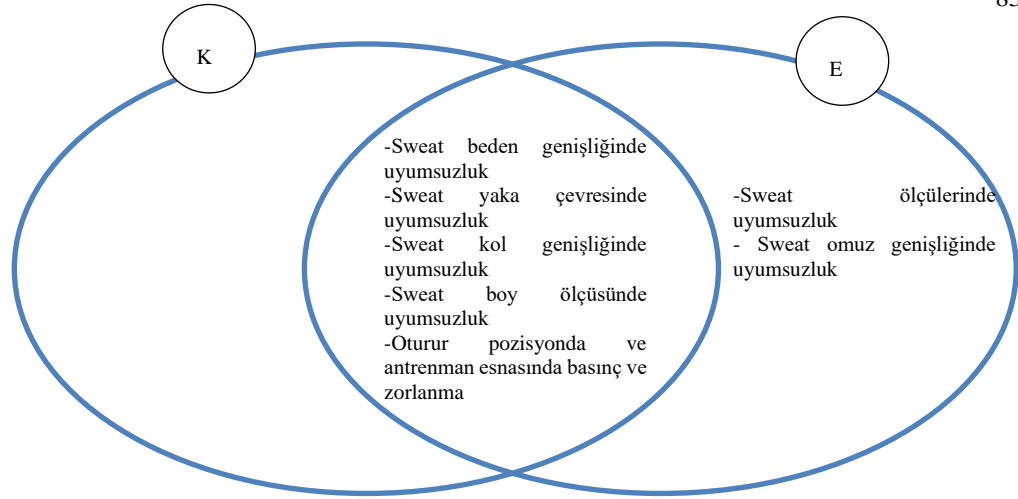 K
E
-Sweat beden genişliğinde
uyumsuzluk
-Sweat yaka çevresinde
uyumsuzluk
-Sweat kol genişliğinde
uyumsuzluk
-Sweat boy ölçüsünde
uyumsuzluk
-Oturur pozisyonda ve
antrenman esnasında basınç ve
zorlanma
-Sweat ölçülerinde
uyumsuzluk
- Sweat omuz genişliğinde
uyumsuzluk